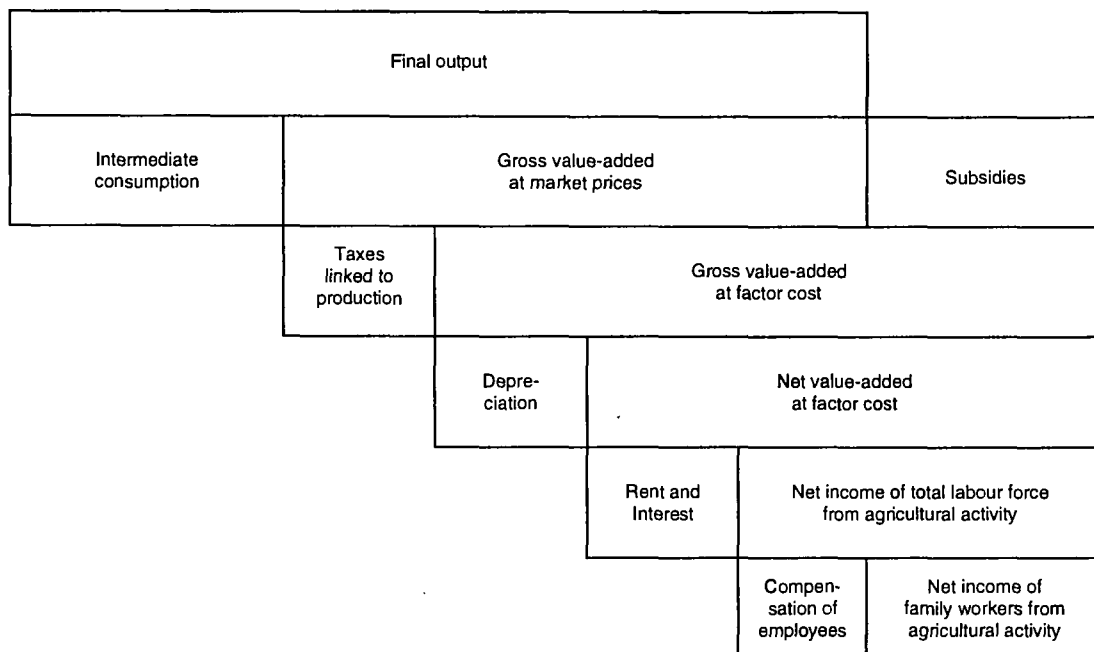 Final output
Intermediate
consumption
Gross value-added
at market prices
Subsidies
Taxes
linked to
production
Gross value-added
at factor cost
Depre-
ciation
Net value-added
at factor cost
Rent and
Interest
Net income of total labour force
from agricultural activity
Compen-
sation of
employees
Net income of
family workers from
agricultural activity